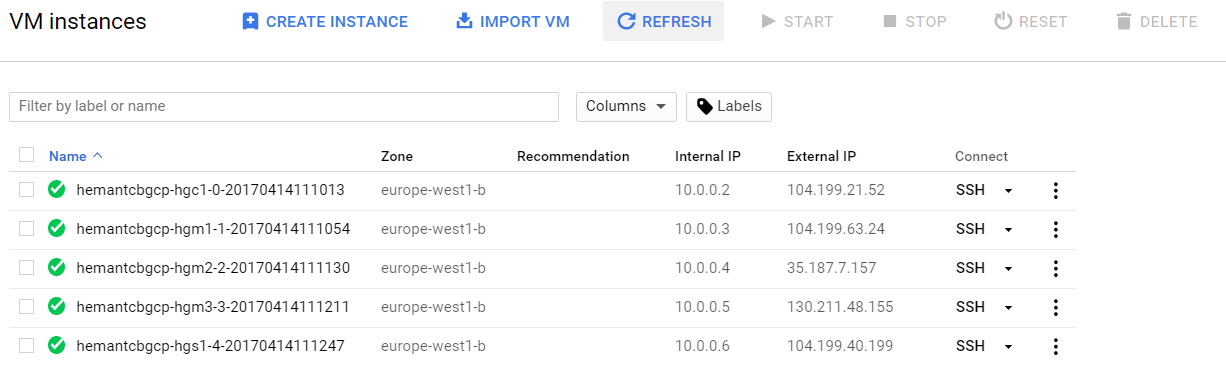 VM instances CREATE INSTANCE IMPORT VM REFRESH START STOP RESET DELETE
Filter by label or name Columns Labels
Name Zone Recommendation Internal IP External IP Connect
hemantcbgcp-hgc1-0-20170414111013 europe-west1-b 10.0.0.2 104.199.21.52 SSH
hemantcbgcp-hgm1-1-20170414111054 europe-west1-b 10.0.0.3 104.199.63.24 SSH
hemantcbgcp-hgm2-2-20170414111130 europe-west1-b 10.0.0.4 35.187.7.157 SSH
hemantcbgcp-hgm3-3-20170414111211 europe-west1-b 10.0.0.5 130.211.48.155 SSH
hemantcbgcp-hgs1-4-20170414111247 europe-west1-b 10.0.0.6 104.199.40.199 SSH